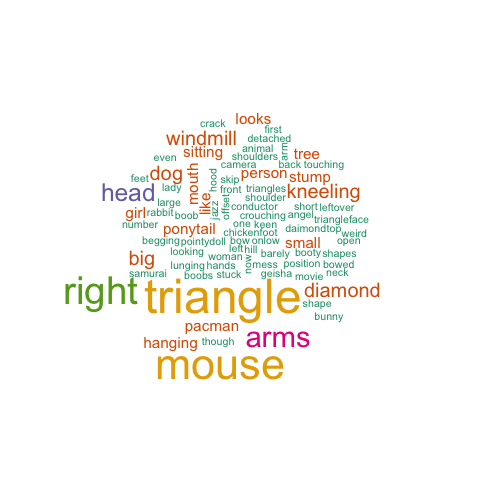 crack
looks
first
windmill
detached
even
sitting
animal
shoulders
arm
tree
feet
dog
mouth
camera
back touching
lady
hood
skip
person
stump
head
large
like
front
triangles
kneeling
girl
rabbit
boob
jazz
offset
shoulder
conductor
short
leftover
number
crouching
angel
triangleface
ponytail
one
keen
daimondtop
chickenfoot
weird
begging
pointydoll
bow
onlow
small
open
looking
left
hill
barely
booty
shapes
big
woman
now
lunging
hands
mess
position
bowed
samurai
boobs
stuck
geisha
movie
neck
right
triangle
diamond
shape
bunny
pacman
arms
hanging
though
mouse